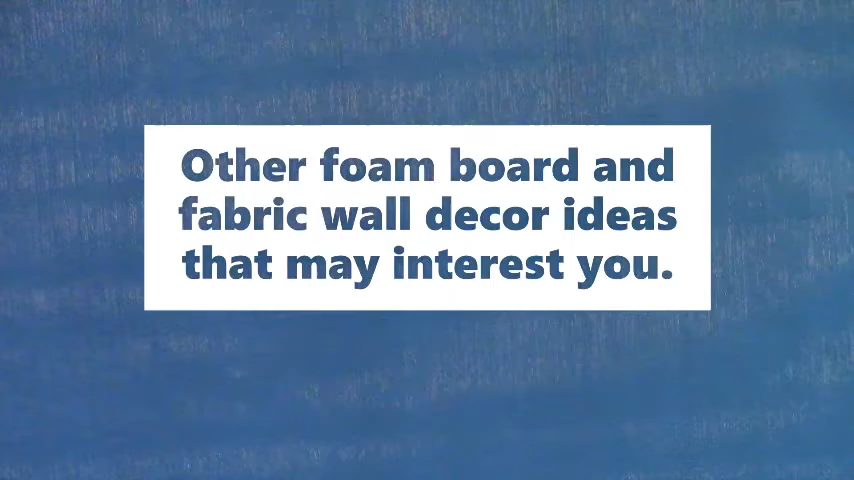 Other foam board and
fabric wall decor ideas
that may interest you.